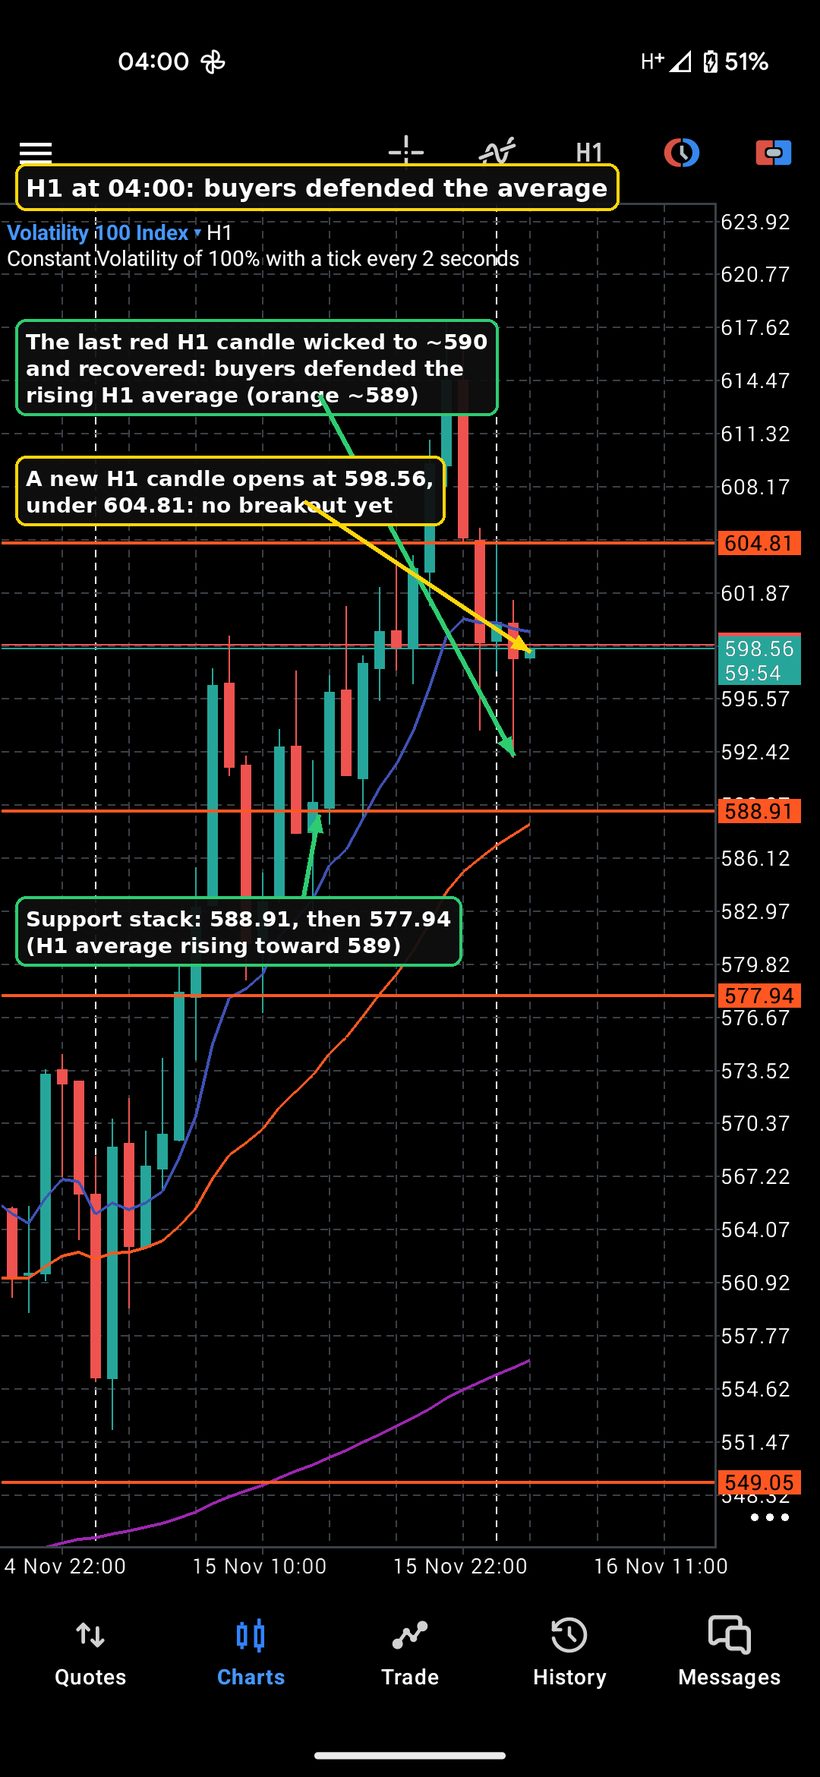 04:00
H+
51%
H1
H1 at 04:00: buyers defended the average
Volatility 100 Index ▾ H1
Constant Volatility of 100% with a tick every 2 seconds
The last red H1 candle wicked to ~590
and recovered: buyers defended the
rising H1 average (orange ~589)
A new H1 candle opens at 598.56,
under 604.81: no breakout yet
Support stack: 588.91, then 577.94
(H1 average rising toward 589)
623.92
620.77
617.62
614.47
611.32
608.17
604.81
601.87
598.56
59:54
595.57
592.42
588.91
586.12
582.97
579.82
577.94
576.67
573.52
570.37
567.22
564.07
560.92
557.77
554.62
551.47
549.05
548.32
4 Nov 22:00
15 Nov 10:00
15 Nov 22:00
16 Nov 11:00
Quotes
Charts
Trade
History
Messages